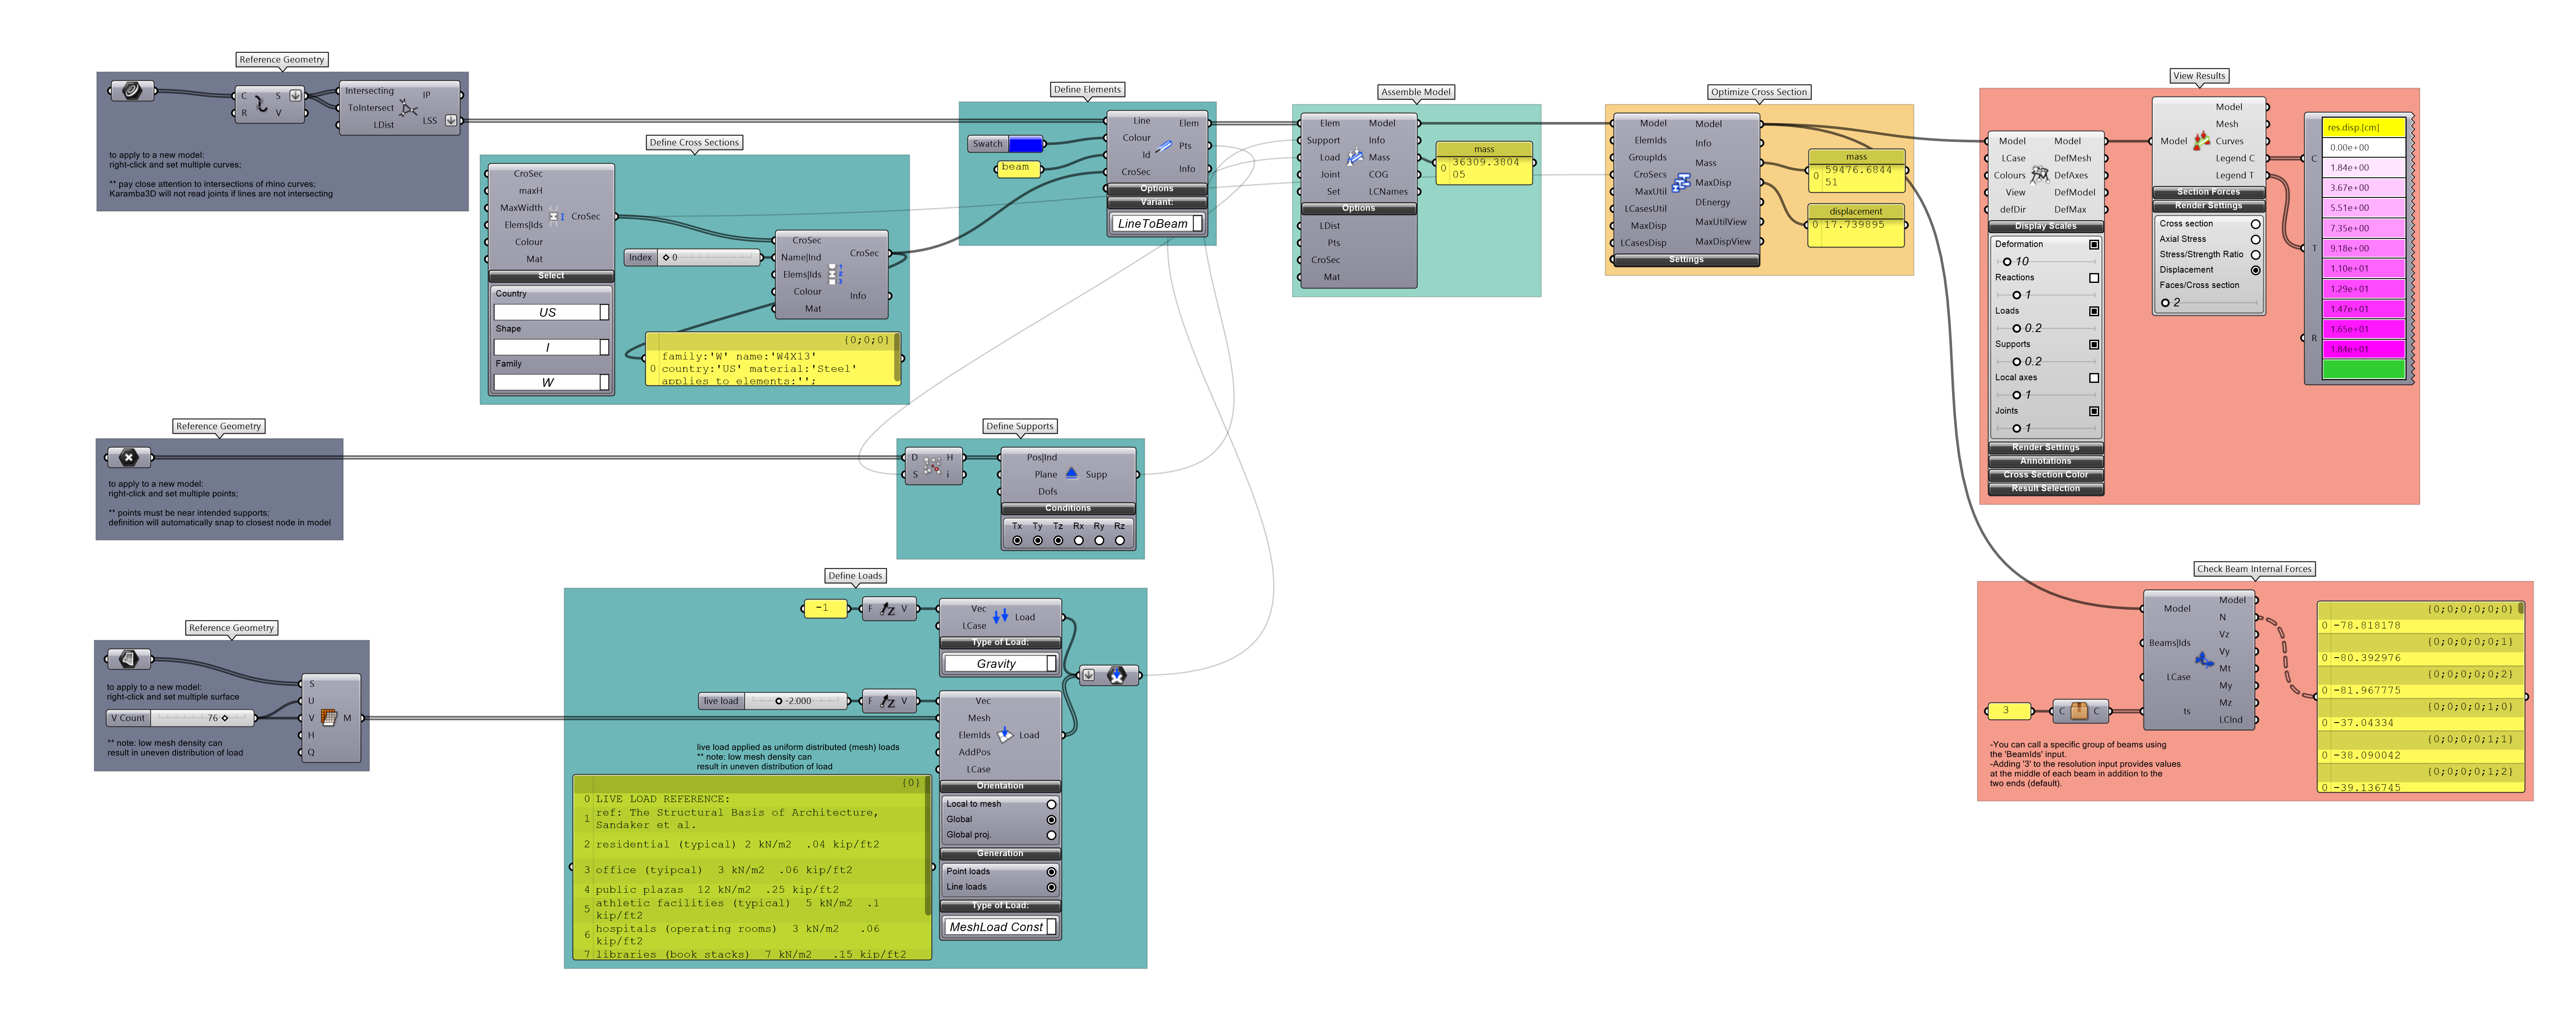 Reference Geometry
C
R
S
V
Intersecting
ToIntersect
LDist
IP
LSS
to apply to a new model:
right-click and set multiple curves;
** pay close attention to intersections of rhino curves;
Karamba3D will not read joints if lines are not intersecting
Define Cross Sections
CroSec
maxH
MaxWidth
Elems|Ids
Colour
Mat
CroSec
Select
Country
US
Shape
I
Family
W
Index
0
CroSec
Name|Ind
Elems|Ids
Colour
Mat
CroSec
Info
{0;0;0}
0
family:'W' name:'W4X13'
country:'US' material:'Steel'
applies to elements:'';
Define Elements
Swatch
beam
Line
Colour
Id
CroSec
Elem
Pts
Info
Options
Variant:
LineToBeam
Assemble Model
Elem
Support
Load
Joint
Set
Model
Info
Mass
COG
LCNames
Options
LDist
Pts
CroSec
Mat
mass
0
36309.3804
05
Optimize Cross Section
Model
ElemIds
GroupIds
CroSecs
MaxUtil
LCasesUtil
MaxDisp
LCasesDisp
Model
Info
Mass
MaxDisp
DEnergy
MaxUtilView
MaxDispView
Settings
mass
0
59476.6844
51
displacement
0 17.739895
View Results
Model
LCase
Colours
View
defDir
Model
DefMesh
DefAxes
DefModel
DefMax
Display Scales
Deformation
10
Reactions
1
Loads
0.2
Supports
0.2
Local axes
1
Joints
1
Render Settings
Annotations
Cross Section Color
Result Selection
Model
Model
Mesh
Curves
Legend C
Legend T
Section Forces
Render Settings
Cross section
Axial Stress
Stress/Strength Ratio
Displacement
Faces/Cross section
2
C
T
R
res.disp.[cm]
0.00e+00
1.84e+00
3.67e+00
5.51e+00
7.35e+00
9.18e+00
1.10e+01
1.29e+01
1.47e+01
1.65e+01
1.84e+01
Reference Geometry
to apply to a new model:
right-click and set multiple points;
** points must be near intended supports;
definition will automatically snap to closest node in model
Define Supports
D
S
H
i
Pos|Ind
Plane
Dofs
Supp
Conditions
Tx Ty Tz Rx Ry Rz
Reference Geometry
to apply to a new model:
right-click and set multiple surface
V Count
76
** note: low mesh density can
result in uneven distribution of load
S
U
V
H
Q
M
Define Loads
-1
F
Z
V
Vec
LCase
Load
Type of Load:
Gravity
live load
-2.000
F
Z
V
Vec
Mesh
ElemIds
AddPos
LCase
Load
Orientation
Local to mesh
Global
Global proj.
Generation
Point loads
Line loads
Type of Load:
MeshLoad Const
live load applied as uniform distributed (mesh) loads
** note: low mesh density can
result in uneven distribution of load
{0}
0 LIVE LOAD REFERENCE:
1 ref: The Structural Basis of Architecture,
Sandaker et al.
2 residential (typical) 2 kN/m2 .04 kip/ft2
3 office (tyipcal) 3 kN/m2 .06 kip/ft2
4 public plazas 12 kN/m2 .25 kip/ft2
5 athletic facilities (typical) 5 kN/m2 .1
kip/ft2
6 hospitals (operating rooms) 3 kN/m2 .06
kip/ft2
7 libraries (book stacks) 7 kN/m2 .15 kip/ft2
Check Beam Internal Forces
3
C
C
Model
Beams|Ids
LCase
ts
Model
N
Vz
Vy
Mt
My
Mz
LCInd
{0;0;0;0;0;0}
0 -78.818178
{0;0;0;0;0;1}
0 -80.392976
{0;0;0;0;0;2}
0 -81.967775
{0;0;0;0;1;0}
0 -37.04334
{0;0;0;0;1;1}
0 -38.090042
{0;0;0;0;1;2}
0 -39.136745
-You can call a specific group of beams using
the 'BeamIds' input.
-Adding '3' to the resolution input provides values
at the middle of each beam in addition to the
two ends (default).